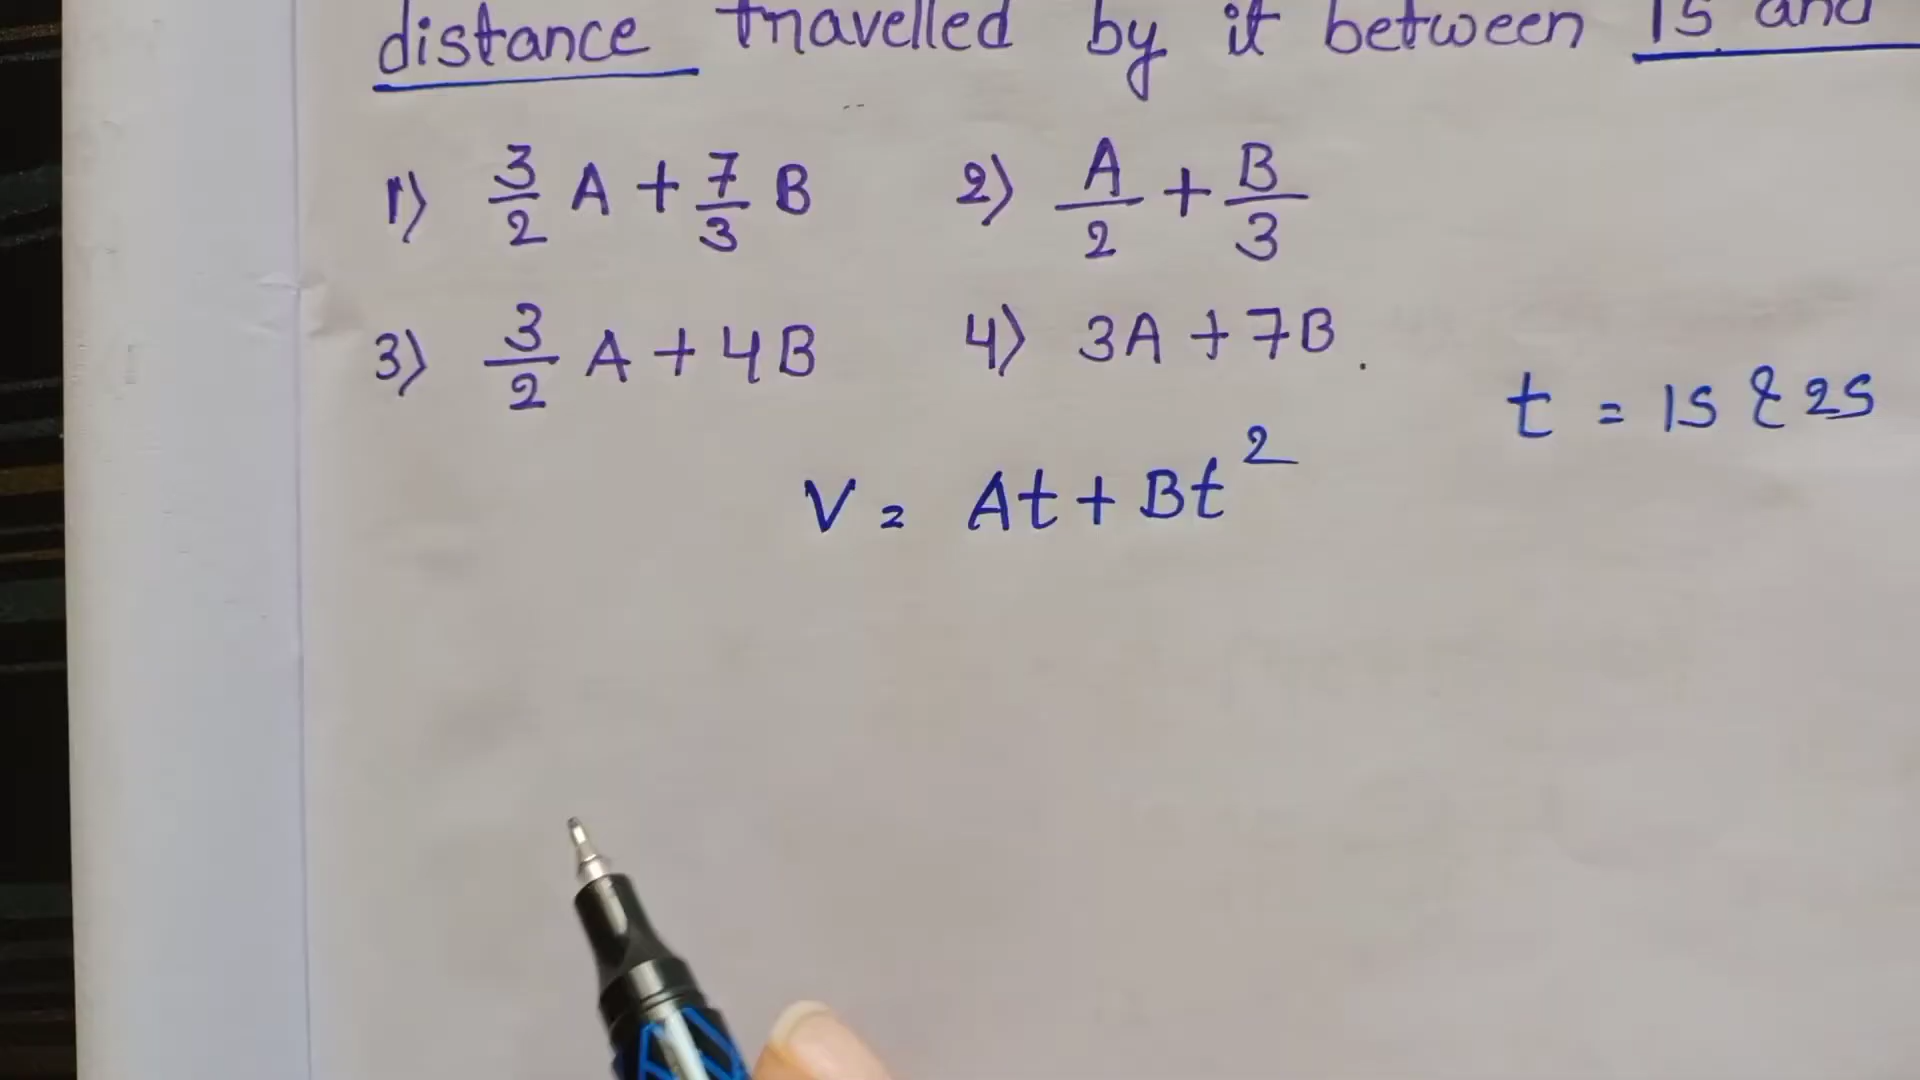 distance travelled by it between 1s and
1) 3/2 A + 7/3 B 2) A/2 + B/3
3) 3/2 A + 4B 4) 3A + 7B.
t = 1s & 2s
V = At + Bt²